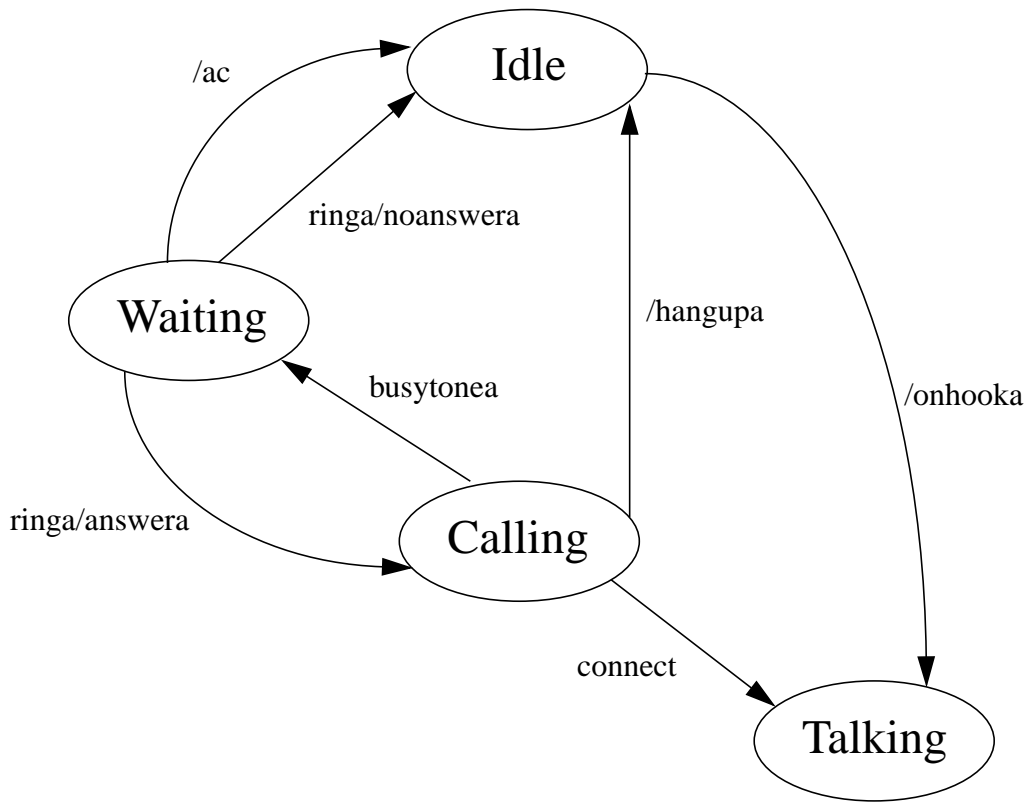 Idle
/ac
ringa/noanswera
Waiting
/hangupa
busytonea
/onhooka
ringa/answera
Calling
connect
Talking